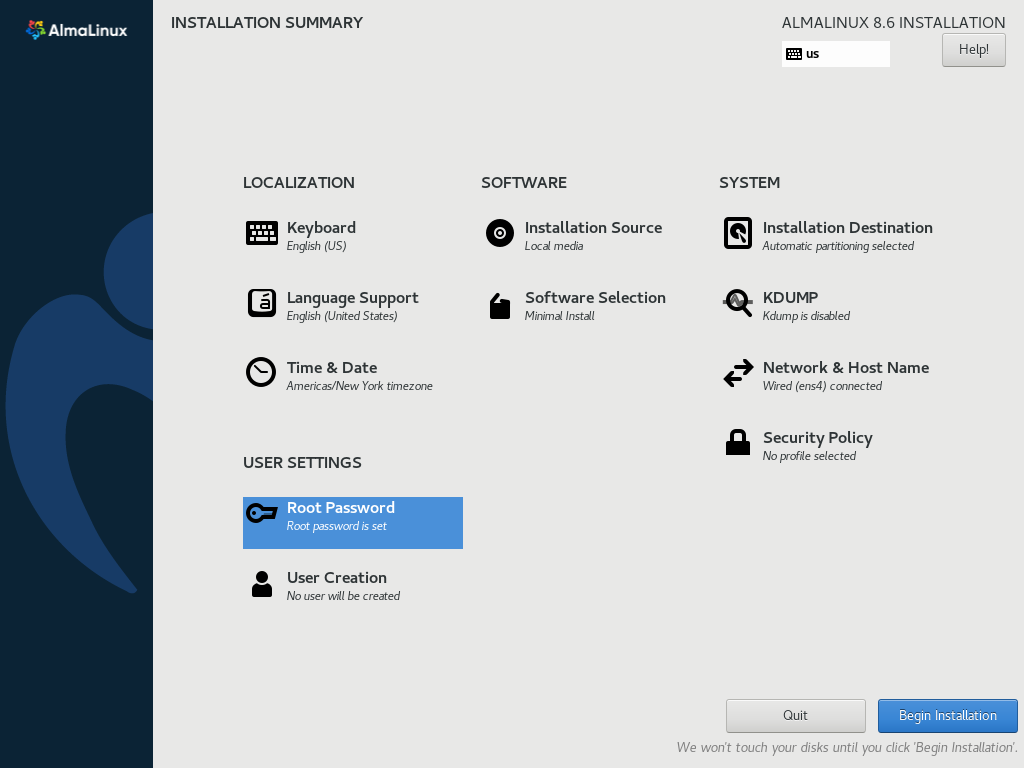 AlmaLinux
INSTALLATION SUMMARY
ALMALINUX 8.6 INSTALLATION
us
Help!
LOCALIZATION
Keyboard
English (US)
Language Support
English (United States)
Time & Date
Americas/New York timezone
SOFTWARE
Installation Source
Local media
Software Selection
Minimal Install
SYSTEM
Installation Destination
Automatic partitioning selected
KDUMP
Kdump is disabled
Network & Host Name
Wired (ens4) connected
Security Policy
No profile selected
USER SETTINGS
Root Password
Root password is set
User Creation
No user will be created
Quit
Begin Installation
We won't touch your disks until you click 'Begin Installation'.